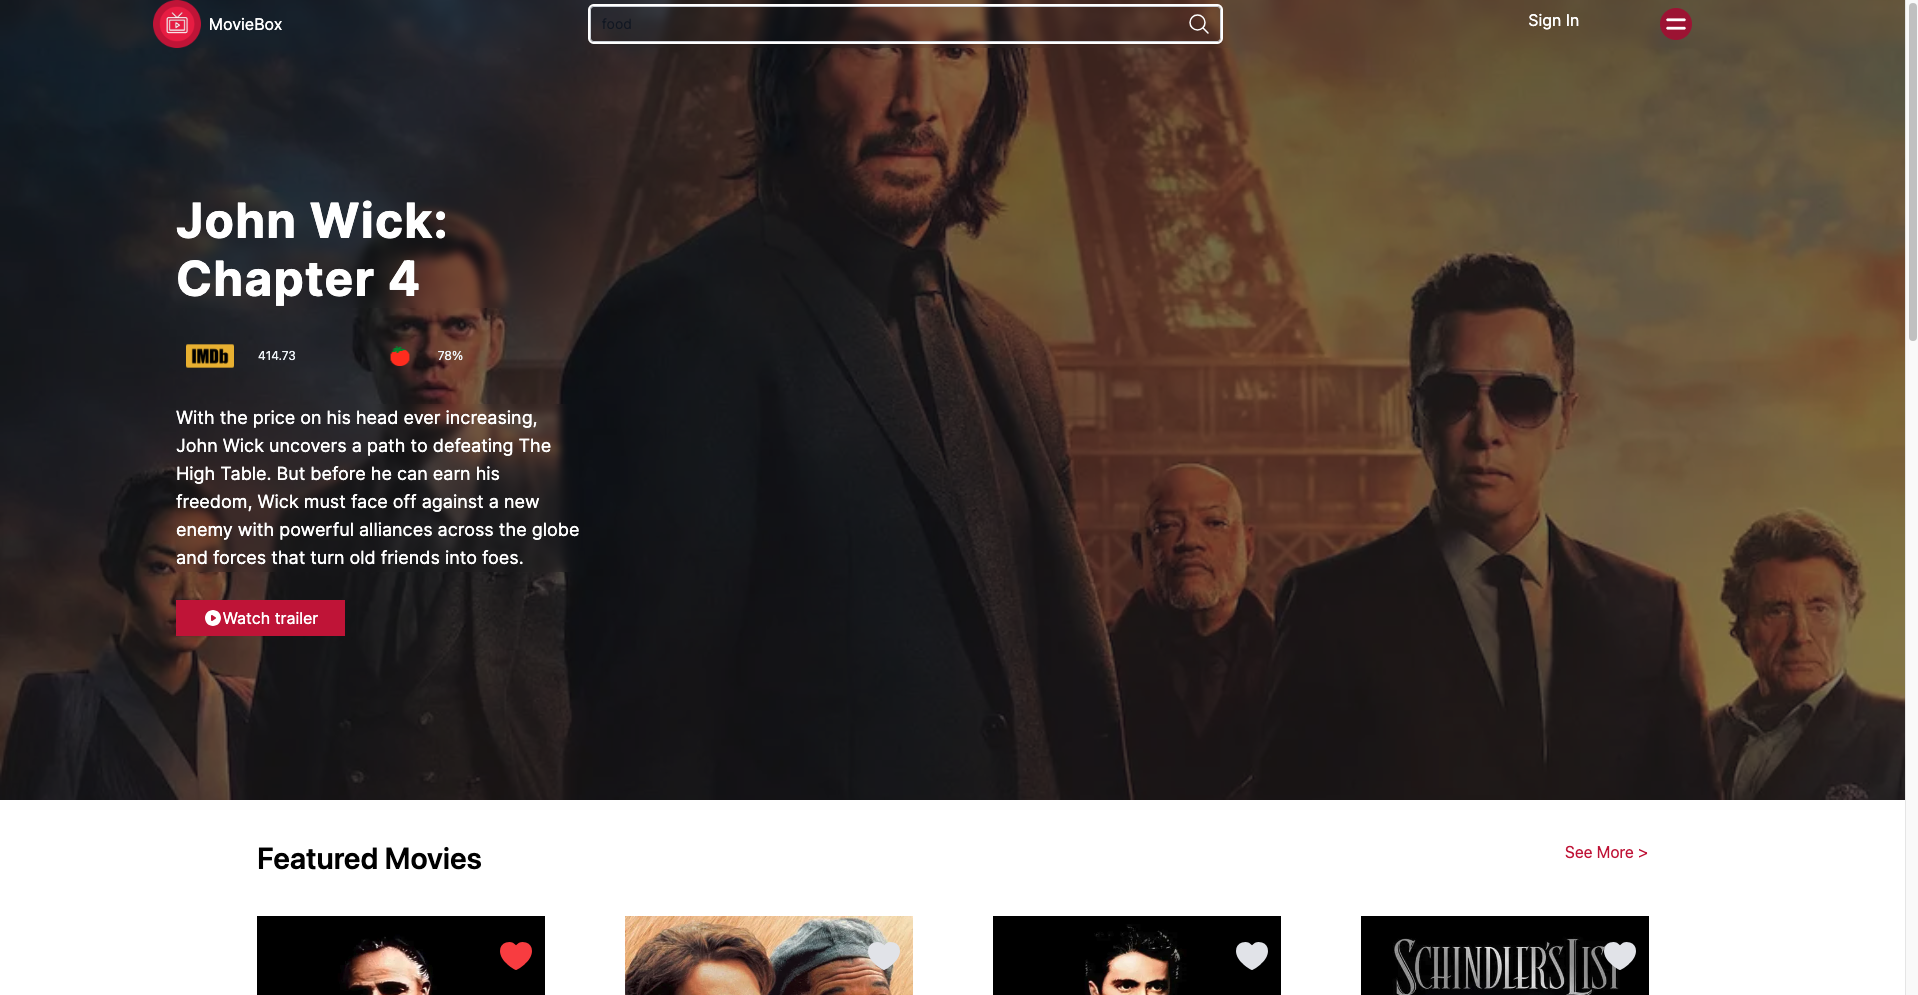 MovieBox
food
Sign In
John Wick:
Chapter 4
IMDb
414.73
78%
With the price on his head ever increasing,
John Wick uncovers a path to defeating The
High Table. But before he can earn his
freedom, Wick must face off against a new
enemy with powerful alliances across the globe
and forces that turn old friends into foes.
Watch trailer
Featured Movies
See More >
SCHINDLER'S LIST